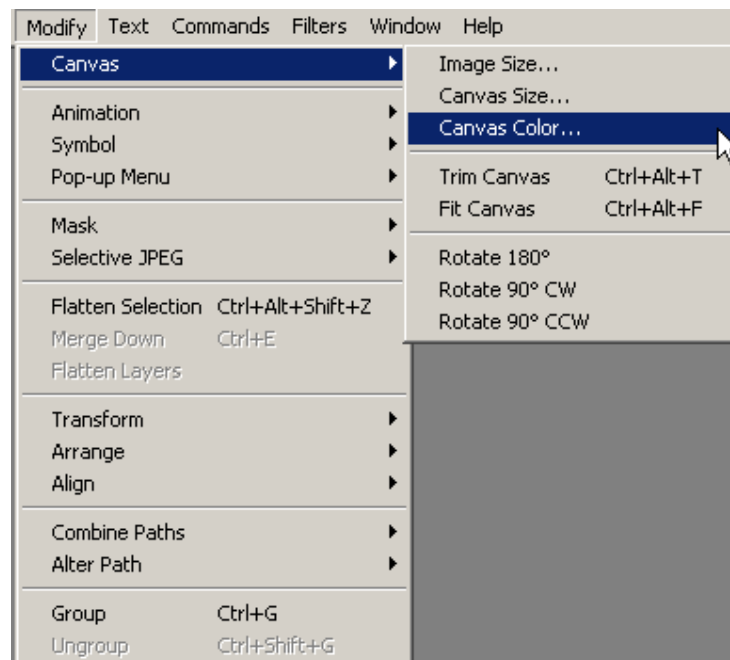 Modify Text Commands Filters Window Help
Canvas
Animation
Symbol
Pop-up Menu
Mask
Selective JPEG
Flatten Selection Ctrl+Alt+Shift+Z
Merge Down Ctrl+E
Flatten Layers
Transform
Arrange
Align
Combine Paths
Alter Path
Group Ctrl+G
Ungroup Ctrl+Shift+G
Image Size...
Canvas Size...
Canvas Color...
Trim Canvas Ctrl+Alt+T
Fit Canvas Ctrl+Alt+F
Rotate 180°
Rotate 90° CW
Rotate 90° CCW